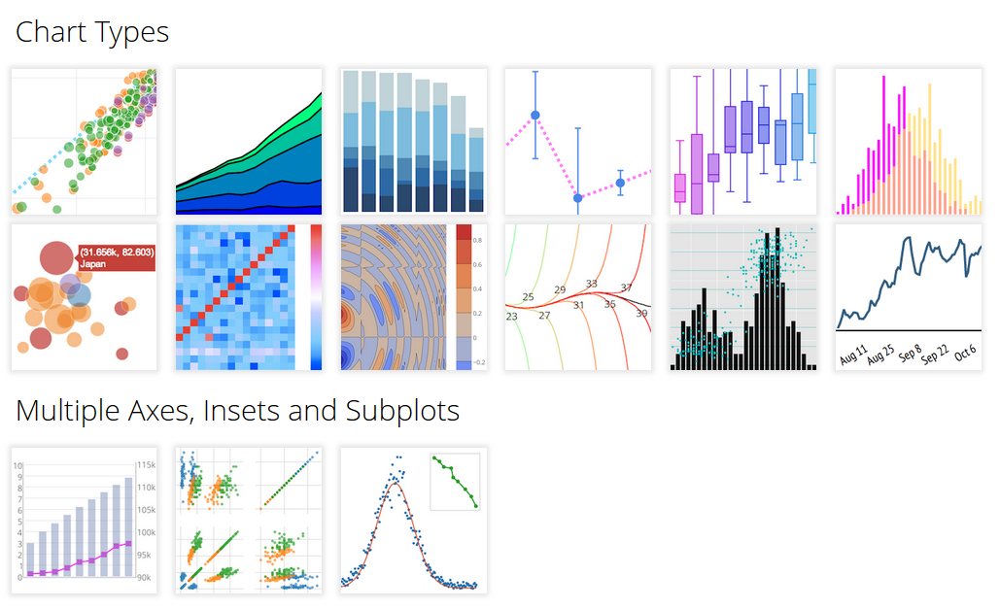 Chart Types
(31.656k, 82.603)
Japan
0.8
0.6
0.4
0.2
0
-0.2
23
25
27
29
31
33
35
37
39
Aug 11
Aug 25
Sep 8
Sep 22
Oct 6
Multiple Axes, Insets and Subplots
10
9
8
7
6
5
4
3
2
1
0
115k
110k
105k
100k
95k
90k